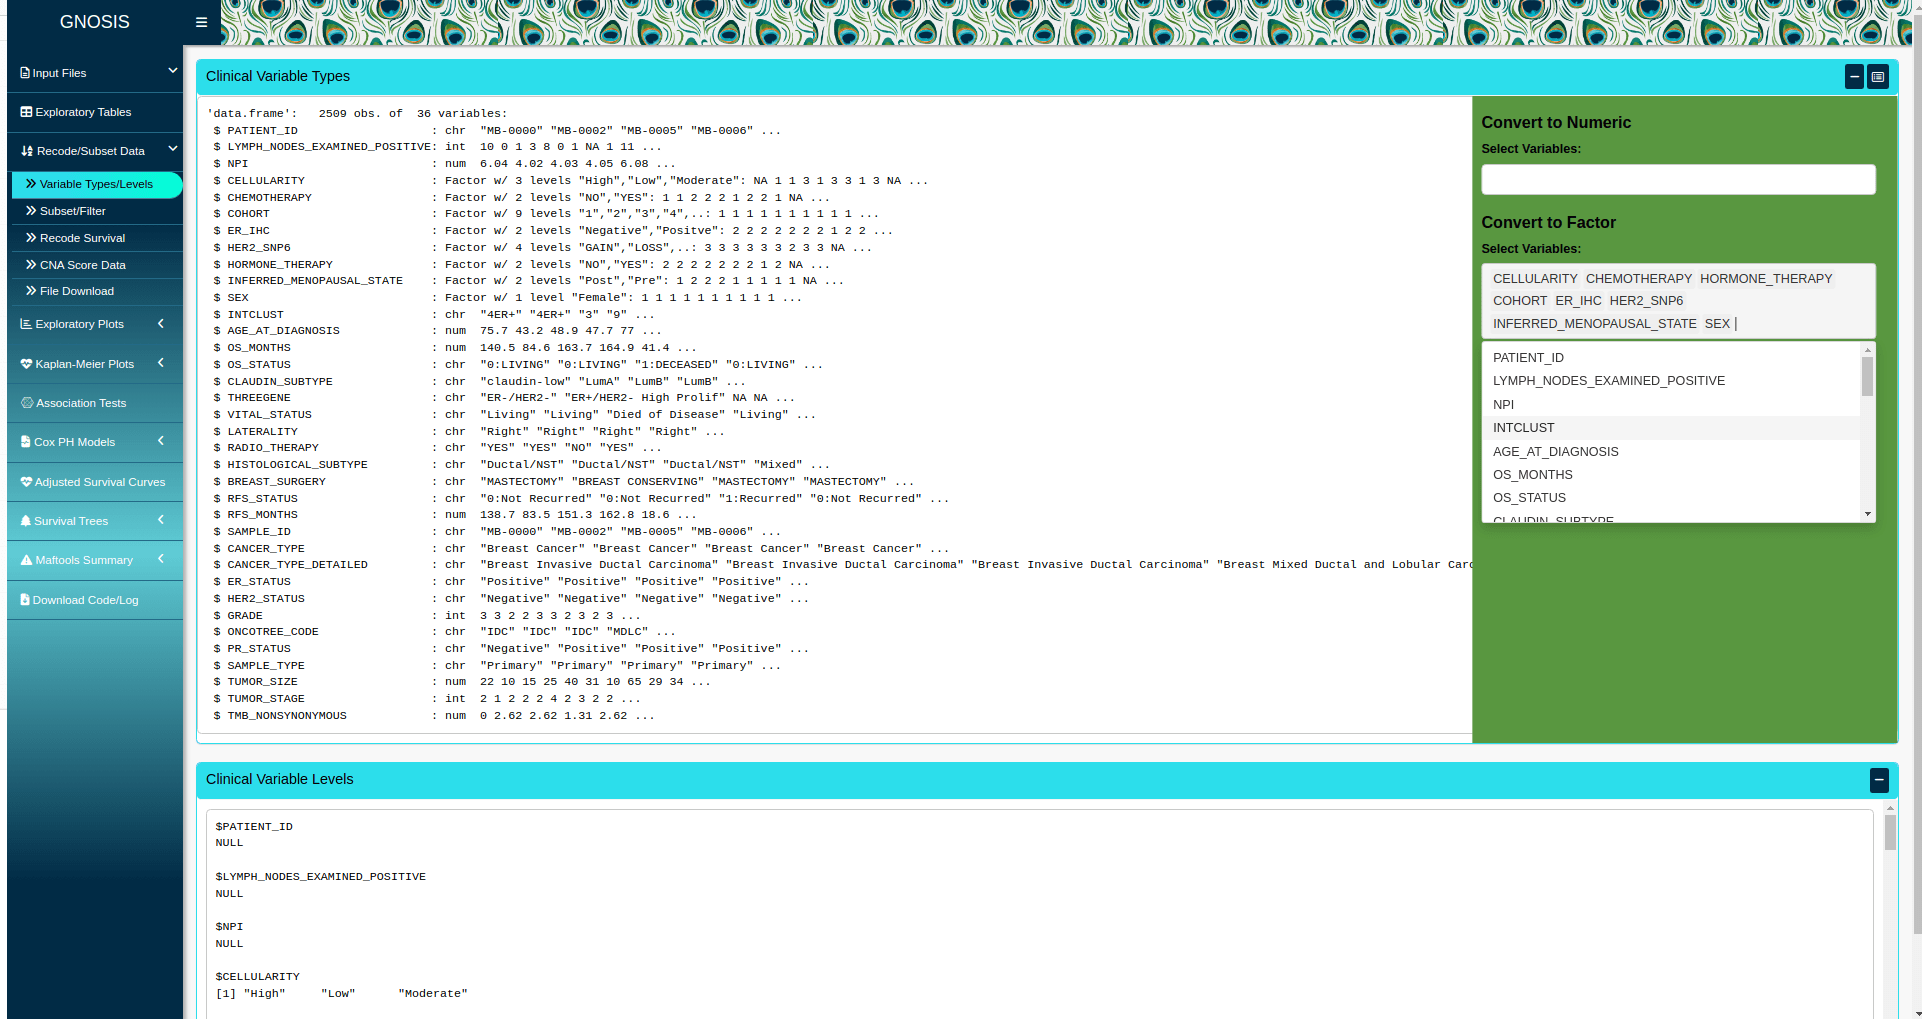 GNOSIS
Input Files
Exploratory Tables
Recode/Subset Data
Variable Types/Levels
Subset/Filter
Recode Survival
CNA Score Data
File Download
Exploratory Plots
Kaplan-Meier Plots
Association Tests
Cox PH Models
Adjusted Survival Curves
Survival Trees
Maftools Summary
Download Code/Log
Clinical Variable Types
'data.frame':   2509 obs. of  36 variables:
$ PATIENT_ID                   : chr  "MB-0000" "MB-0002" "MB-0005" "MB-0006" ...
$ LYMPH_NODES_EXAMINED_POSITIVE: int  10 0 1 3 8 0 1 NA 1 11 ...
$ NPI                          : num  6.04 4.02 4.03 4.05 6.08 ...
$ CELLULARITY                  : Factor w/ 3 levels "High","Low","Moderate": NA 1 1 3 1 3 3 1 3 NA ...
$ CHEMOTHERAPY                 : Factor w/ 2 levels "NO","YES": 1 1 2 2 2 1 2 2 1 NA ...
$ COHORT                       : Factor w/ 9 levels "1","2","3","4",..: 1 1 1 1 1 1 1 1 1 1 ...
$ ER_IHC                       : Factor w/ 2 levels "Negative","Positve": 2 2 2 2 2 2 2 1 2 2 ...
$ HER2_SNP6                    : Factor w/ 4 levels "GAIN","LOSS",..: 3 3 3 3 3 3 2 3 3 NA ...
$ HORMONE_THERAPY              : Factor w/ 2 levels "NO","YES": 2 2 2 2 2 2 2 1 2 NA ...
$ INFERRED_MENOPAUSAL_STATE    : Factor w/ 2 levels "Post","Pre": 1 2 2 2 1 1 1 1 1 NA ...
$ SEX                          : Factor w/ 1 level "Female": 1 1 1 1 1 1 1 1 1 1 ...
$ INTCLUST                     : chr  "4ER+" "4ER+" "3" "9" ...
$ AGE_AT_DIAGNOSIS             : num  75.7 43.2 48.9 47.7 77 ...
$ OS_MONTHS                    : num  140.5 84.6 163.7 164.9 41.4 ...
$ OS_STATUS                    : chr  "0:LIVING" "0:LIVING" "1:DECEASED" "0:LIVING" ...
$ CLAUDIN_SUBTYPE              : chr  "claudin-low" "LumA" "LumB" "LumB" ...
$ THREEGENE                    : chr  "ER-/HER2-" "ER+/HER2- High Prolif" NA NA ...
$ VITAL_STATUS                 : chr  "Living" "Living" "Died of Disease" "Living" ...
$ LATERALITY                   : chr  "Right" "Right" "Right" "Right" ...
$ RADIO_THERAPY                : chr  "YES" "YES" "NO" "YES" ...
$ HISTOLOGICAL_SUBTYPE         : chr  "Ductal/NST" "Ductal/NST" "Ductal/NST" "Mixed" ...
$ BREAST_SURGERY               : chr  "MASTECTOMY" "BREAST CONSERVING" "MASTECTOMY" "MASTECTOMY" ...
$ RFS_STATUS                   : chr  "0:Not Recurred" "0:Not Recurred" "1:Recurred" "0:Not Recurred" ...
$ RFS_MONTHS                   : num  138.7 83.5 151.3 162.8 18.6 ...
$ SAMPLE_ID                    : chr  "MB-0000" "MB-0002" "MB-0005" "MB-0006" ...
$ CANCER_TYPE                  : chr  "Breast Cancer" "Breast Cancer" "Breast Cancer" "Breast Cancer" ...
$ CANCER_TYPE_DETAILED         : chr  "Breast Invasive Ductal Carcinoma" "Breast Invasive Ductal Carcinoma" "Breast Invasive Ductal Carcinoma" "Breast Mixed Ductal and Lobular Carc
$ ER_STATUS                    : chr  "Positive" "Positive" "Positive" "Positive" ...
$ HER2_STATUS                  : chr  "Negative" "Negative" "Negative" "Negative" ...
$ GRADE                        : int  3 3 2 2 3 3 2 3 2 3 ...
$ ONCOTREE_CODE                : chr  "IDC" "IDC" "IDC" "MDLC" ...
$ PR_STATUS                    : chr  "Negative" "Positive" "Positive" "Positive" ...
$ SAMPLE_TYPE                  : chr  "Primary" "Primary" "Primary" "Primary" ...
$ TUMOR_SIZE                   : num  22 10 15 25 40 31 10 65 29 34 ...
$ TUMOR_STAGE                  : int  2 1 2 2 2 4 2 3 2 2 ...
$ TMB_NONSYNONYMOUS            : num  0 2.62 2.62 1.31 2.62 ...
Convert to Numeric
Select Variables:
Convert to Factor
Select Variables:
CELLULARITY CHEMOTHERAPY HORMONE_THERAPY
COHORT ER_IHC HER2_SNP6
INFERRED_MENOPAUSAL_STATE SEX
PATIENT_ID
LYMPH_NODES_EXAMINED_POSITIVE
NPI
INTCLUST
AGE_AT_DIAGNOSIS
OS_MONTHS
OS_STATUS
CLAUDIN_SUBTYPE
Clinical Variable Levels
$PATIENT_ID
NULL
$LYMPH_NODES_EXAMINED_POSITIVE
NULL
$NPI
NULL
$CELLULARITY
[1] "High"     "Low"      "Moderate"